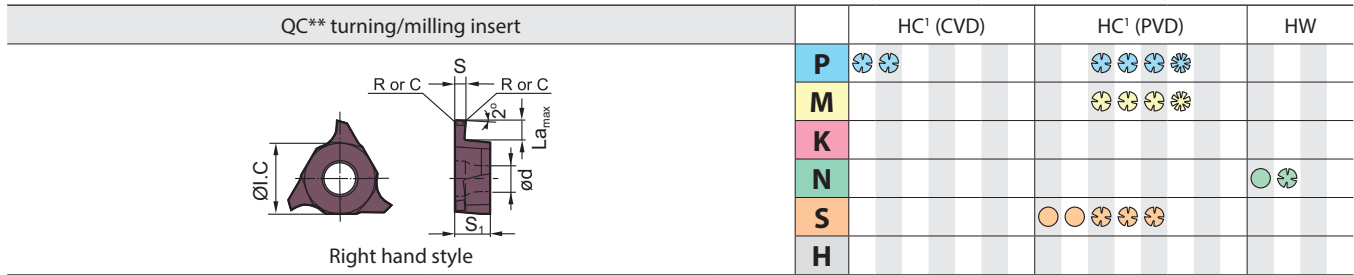 QC** turning/milling insert HC¹ (CVD) HC¹ (PVD) HW
P
M
K
N
S
H
S
R or C R or C
2°
La max
ØI.C
ød
S₁
Right hand style